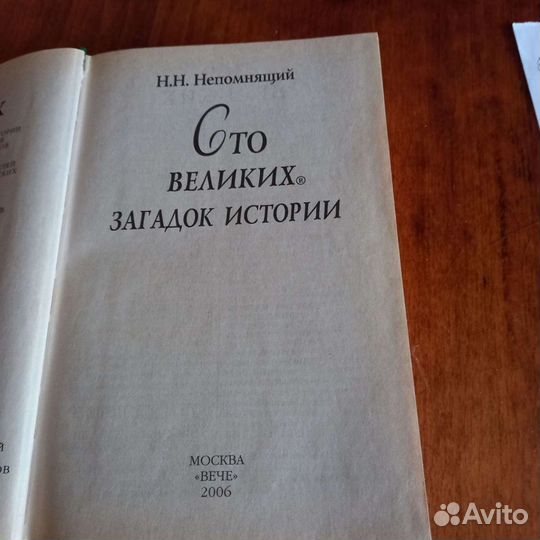 Н.Н. Непомнящий
Сто
ВЕЛИКИХ®
ЗАГАДОК ИСТОРИИ
МОСКВА
«ВЕЧЕ»
2006
Avito